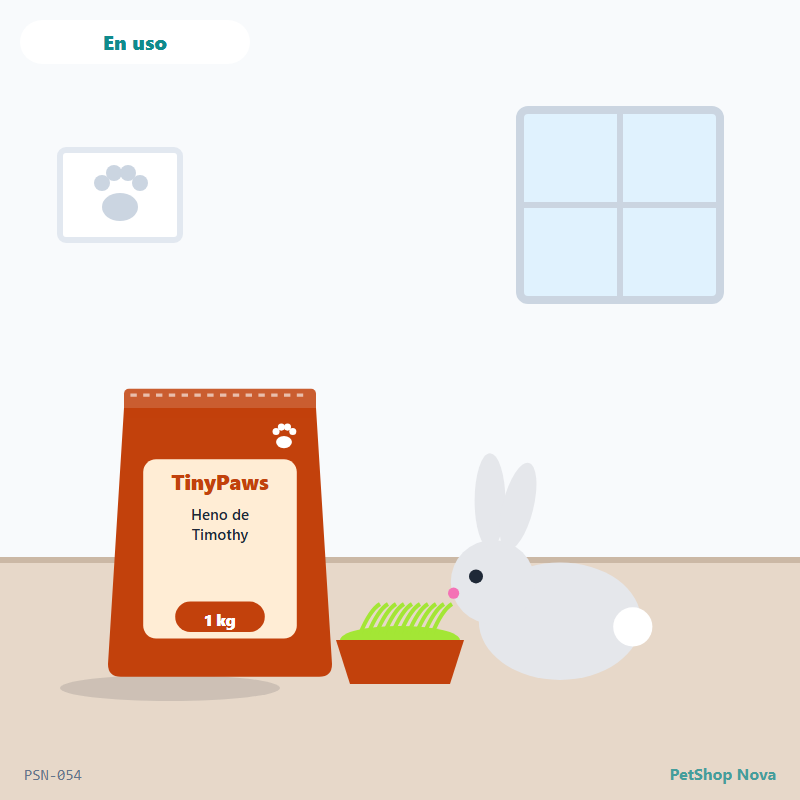 En uso
TinyPaws
Heno de
Timothy
1 kg
PSN-054
PetShop Nova